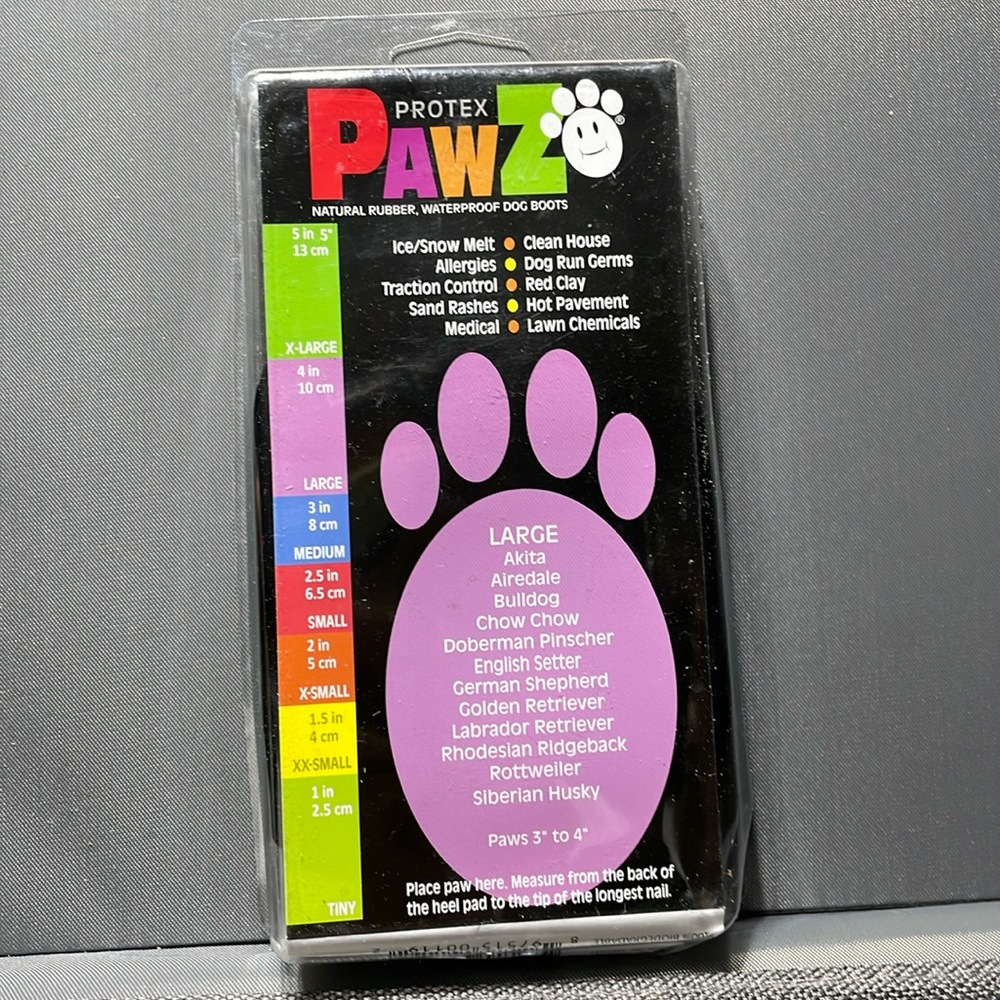 PROTEX
PAWZ®
NATURAL RUBBER, WATERPROOF DOG BOOTS
Ice/Snow Melt • Clean House
Allergies • Dog Run Germs
Traction Control • Red Clay
Sand Rashes • Hot Pavement
Medical • Lawn Chemicals
5 in 5"
13 cm
X-LARGE
4 in
10 cm
LARGE
3 in
8 cm
MEDIUM
2.5 in
6.5 cm
SMALL
2 in
5 cm
X-SMALL
1.5 in
4 cm
XX-SMALL
1 in
2.5 cm
TINY
LARGE
Akita
Airedale
Bulldog
Chow Chow
Doberman Pinscher
English Setter
German Shepherd
Golden Retriever
Labrador Retriever
Rhodesian Ridgeback
Rottweiler
Siberian Husky
Paws 3" to 4"
Place paw here. Measure from the back of
the heel pad to the tip of the longest nail.
100% BIODEGRADABLE